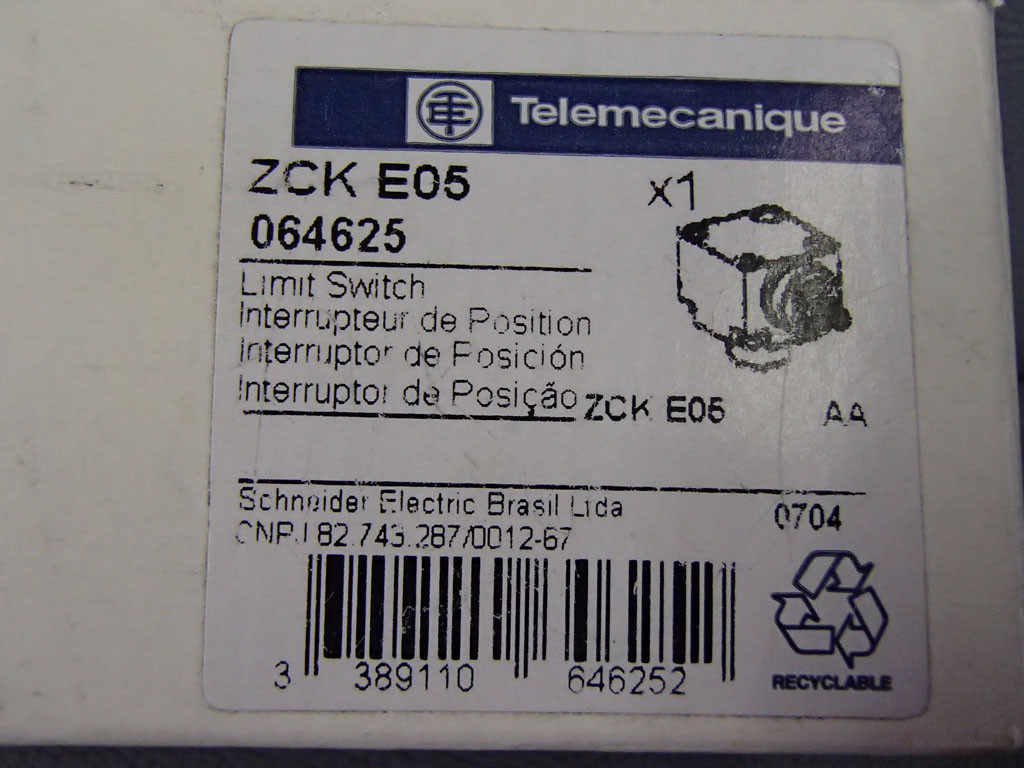 Telemecanique
ZCK E05
x1
064625
Limit Switch
Interrupteur de Position
Interruptor de Posición
Interruptor de Posição
ZCK E05
AA
Schneider Electric Brasil Ltda
0704
CNPJ 82.743.287/0012-67
3 389110 646252
RECYCLABLE